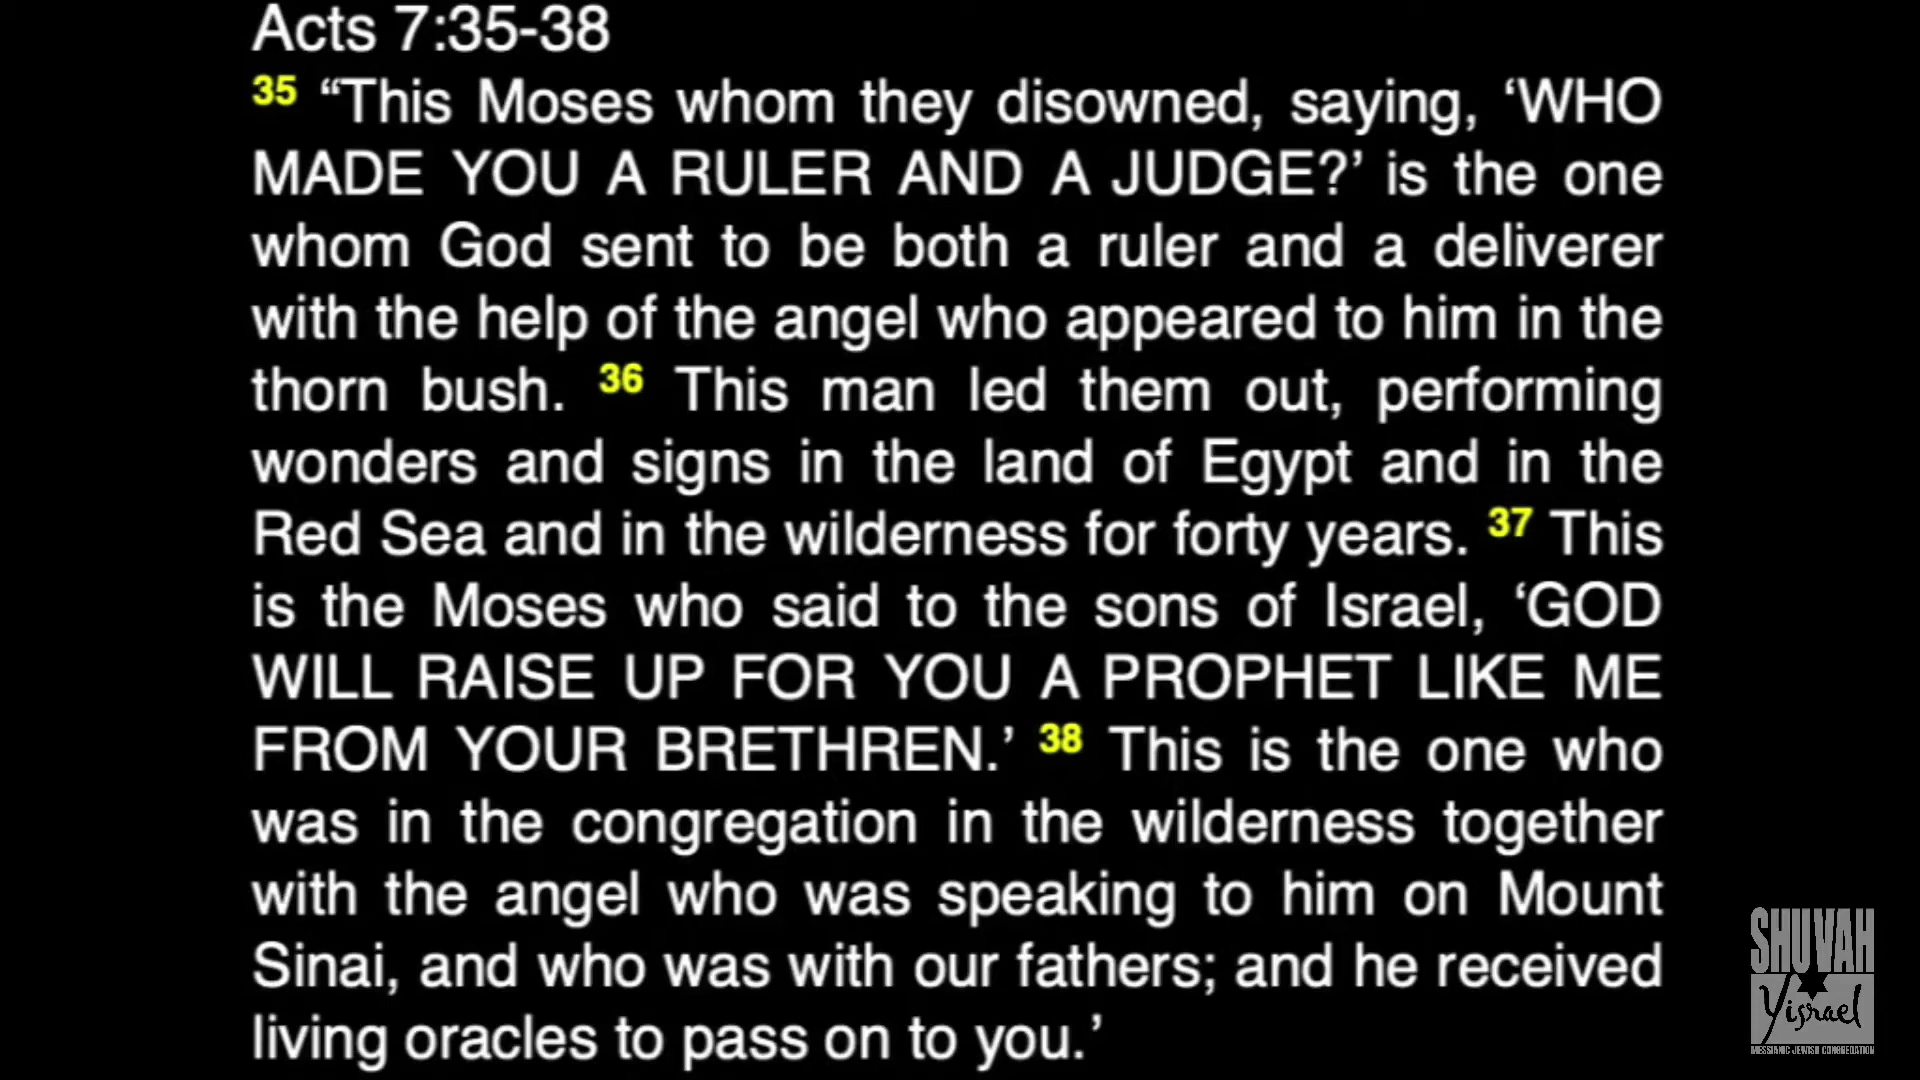 Acts 7:35-38
35 “This Moses whom they disowned, saying, ‘WHO
MADE YOU A RULER AND A JUDGE?’ is the one
whom God sent to be both a ruler and a deliverer
with the help of the angel who appeared to him in the
thorn bush. 36 This man led them out, performing
wonders and signs in the land of Egypt and in the
Red Sea and in the wilderness for forty years. 37 This
is the Moses who said to the sons of Israel, ‘GOD
WILL RAISE UP FOR YOU A PROPHET LIKE ME
FROM YOUR BRETHREN.’ 38 This is the one who
was in the congregation in the wilderness together
with the angel who was speaking to him on Mount
Sinai, and who was with our fathers; and he received
living oracles to pass on to you.’
SHUVAH
Yisrael
MESSIANIC JEWISH CONGREGATION